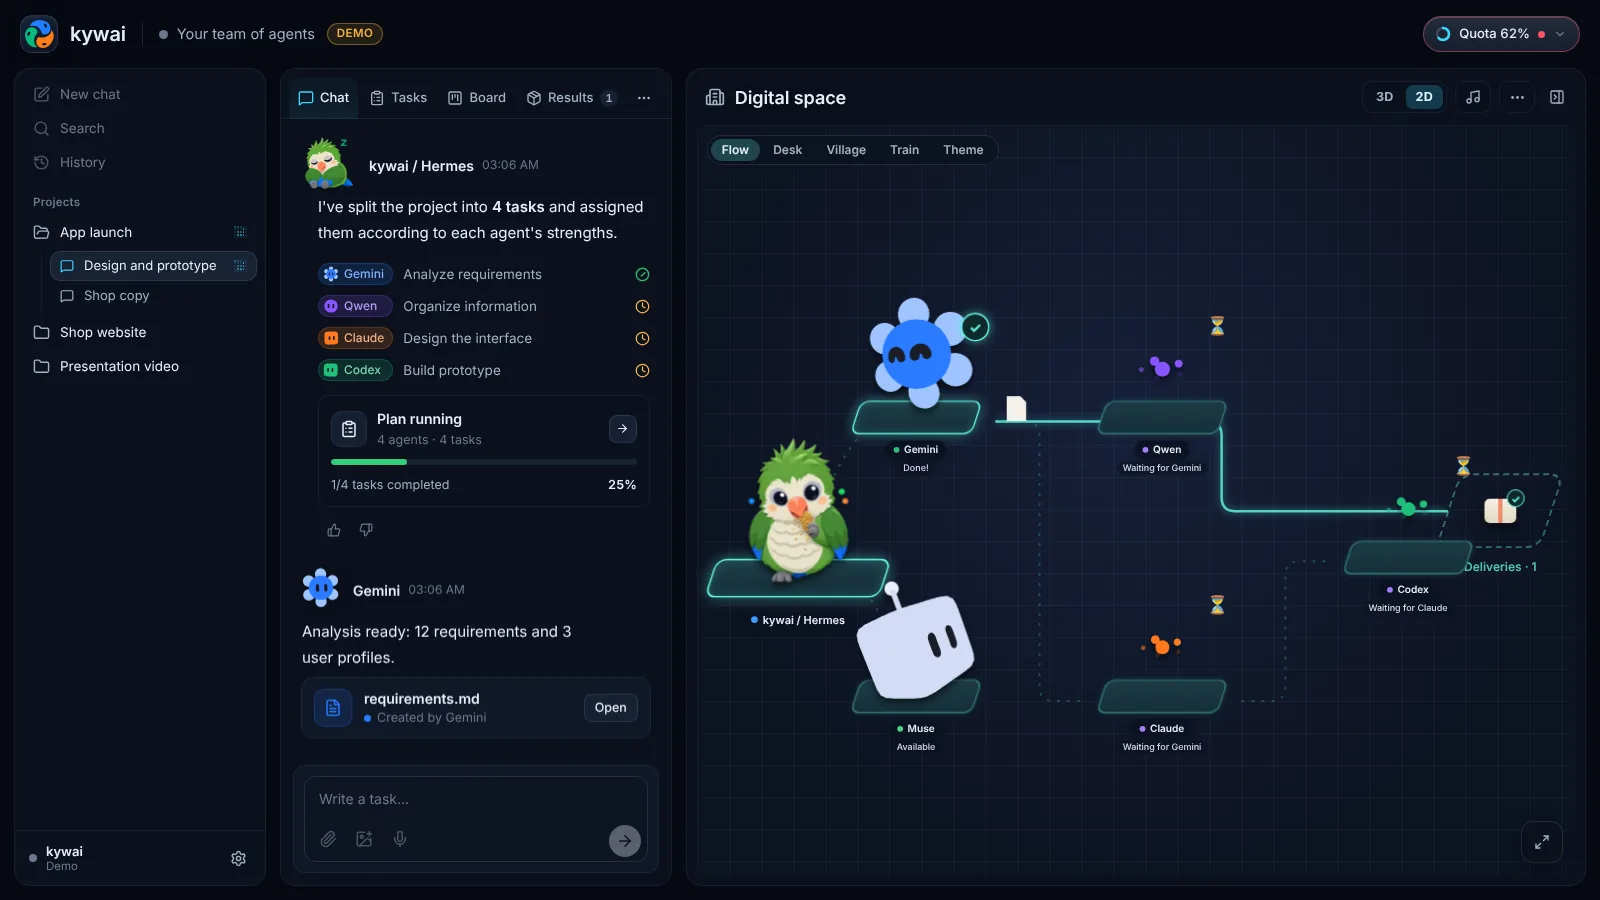 kywai
Your team of agents
DEMO
Quota 62%
New chat
Search
History
Projects
App launch
Design and prototype
Shop copy
Shop website
Presentation video
kywai
Demo
Chat
Tasks
Board
Results 1
z
kywai / Hermes 03:06 AM
I've split the project into 4 tasks and assigned
them according to each agent's strengths.
Gemini Analyze requirements
Qwen Organize information
Claude Design the interface
Codex Build prototype
Plan running
4 agents · 4 tasks
1/4 tasks completed 25%
Gemini 03:06 AM
Analysis ready: 12 requirements and 3
user profiles.
requirements.md
Created by Gemini
Open
Write a task...
Digital space
3D 2D
Flow Desk Village Train Theme
Gemini
Done!
Qwen
Waiting for Gemini
Deliveries · 1
Codex
Waiting for Claude
kywai / Hermes
Muse
Available
Claude
Waiting for Gemini